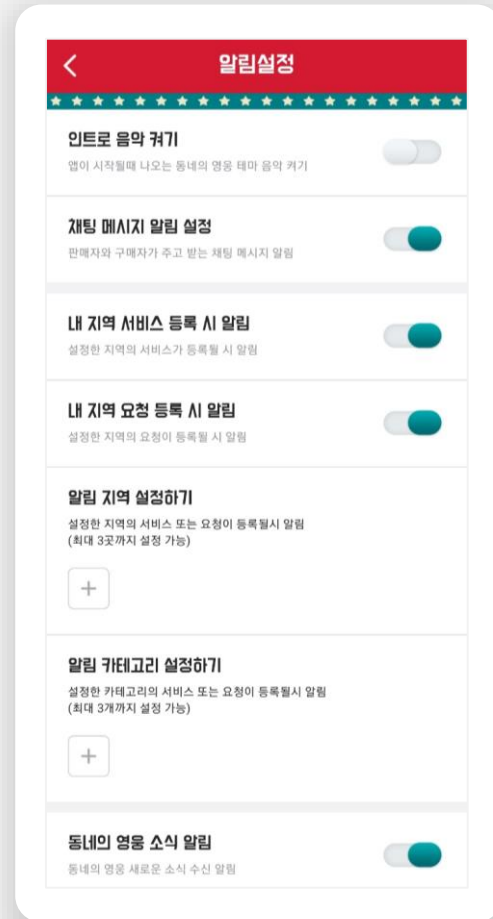 알림설정
인트로 음악 켜기
앱이 시작될때 나오는 동네의 영웅 테마 음악 켜기
채팅 메시지 알림 설정
판매자와 구매자가 주고 받는 채팅 메시지 알림
내 지역 서비스 등록 시 알림
설정한 지역의 서비스가 등록될 시 알림
내 지역 요청 등록 시 알림
설정한 지역의 요청이 등록될 시 알림
알림 지역 설정하기
설정한 지역의 서비스 또는 요청이 등록될시 알림
(최대 3곳까지 설정 가능)
알림 카테고리 설정하기
설정한 카테고리의 서비스 또는 요청이 등록될시 알림
(최대 3개까지 설정 가능)
동네의 영웅 소식 알림
동네의 영웅 새로운 소식 수신 알림